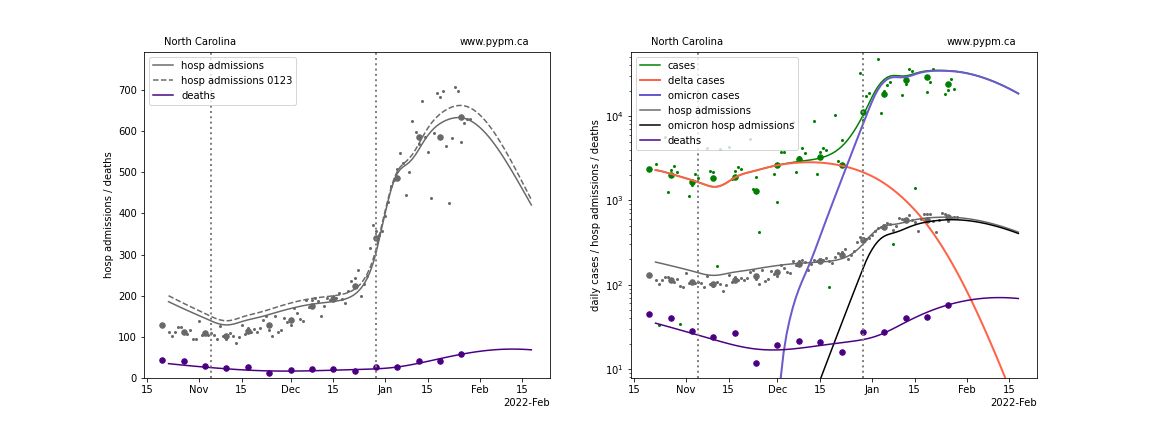 North Carolina
www.pypm.ca
hosp admissions
hosp admissions 0123
deaths
hosp admissions / deaths
700
600
500
400
300
200
100
0
15
Nov
15
Dec
15
Jan
15
Feb
15
2022-Feb
North Carolina
www.pypm.ca
cases
delta cases
omicron cases
hosp admissions
omicron hosp admissions
deaths
daily cases / hosp admissions / deaths
10⁴
10³
10²
10¹
15
Nov
15
Dec
15
Jan
15
Feb
15
2022-Feb